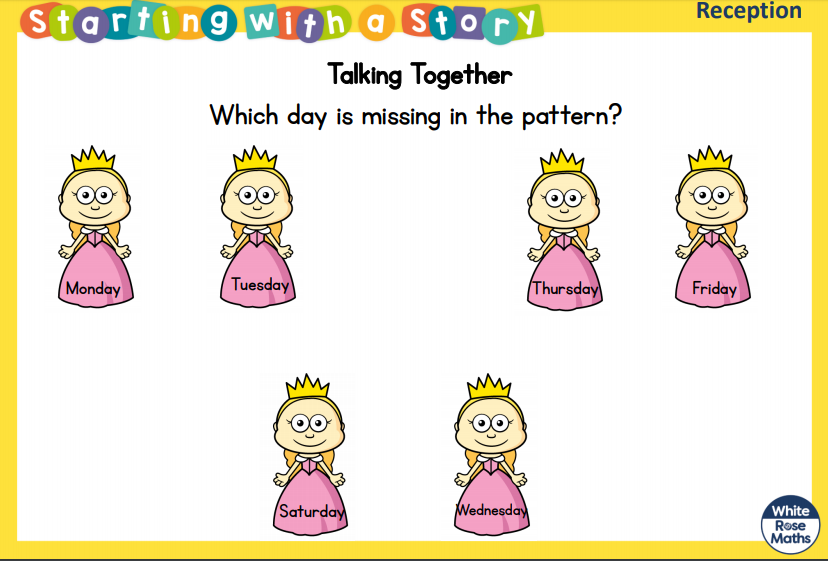 Starting with a Story
Reception
Talking Together
Which day is missing in the pattern?
Monday
Tuesday
Thursday
Friday
Saturday
Wednesday
White
Rose
Maths